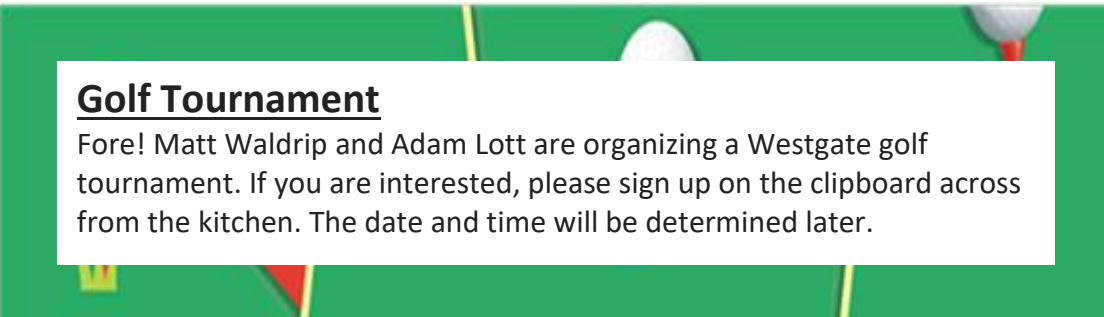 Golf Tournament
Fore! Matt Waldrip and Adam Lott are organizing a Westgate golf
tournament. If you are interested, please sign up on the clipboard across
from the kitchen. The date and time will be determined later.